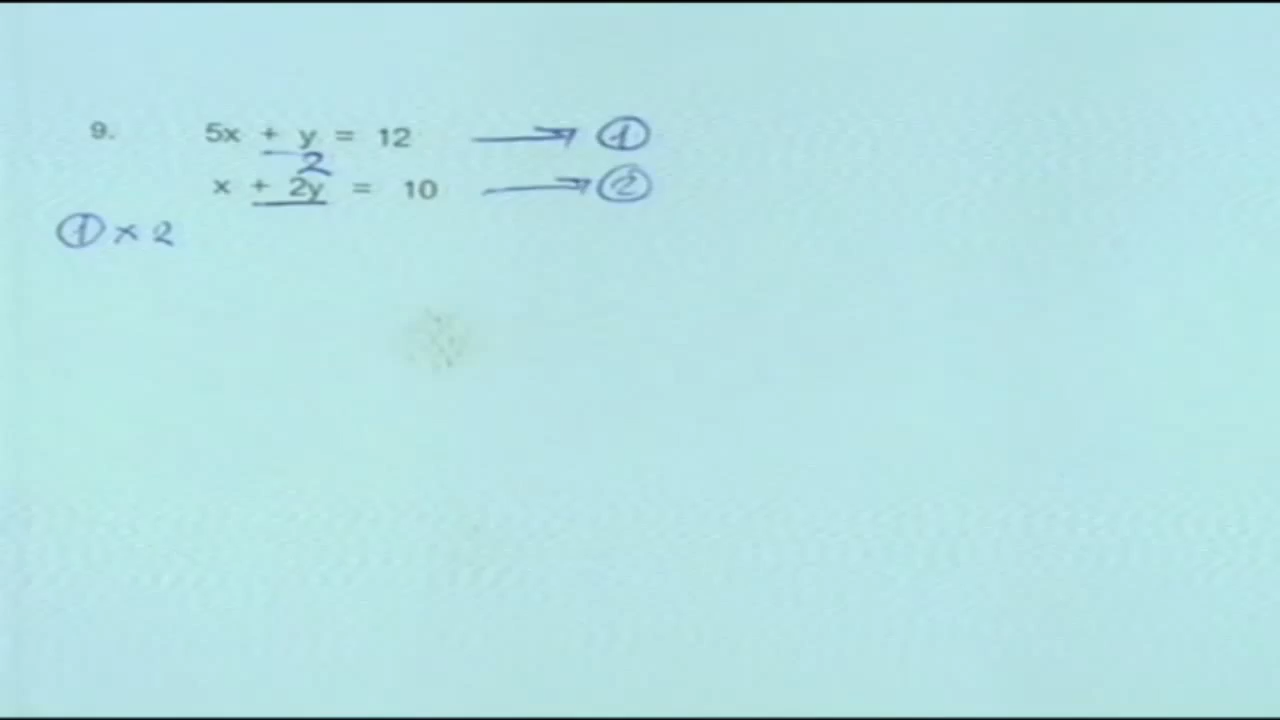 9. 5x + y = 12 ⟶ ①
2
x + 2y = 10 ⟶ ②
① × 2